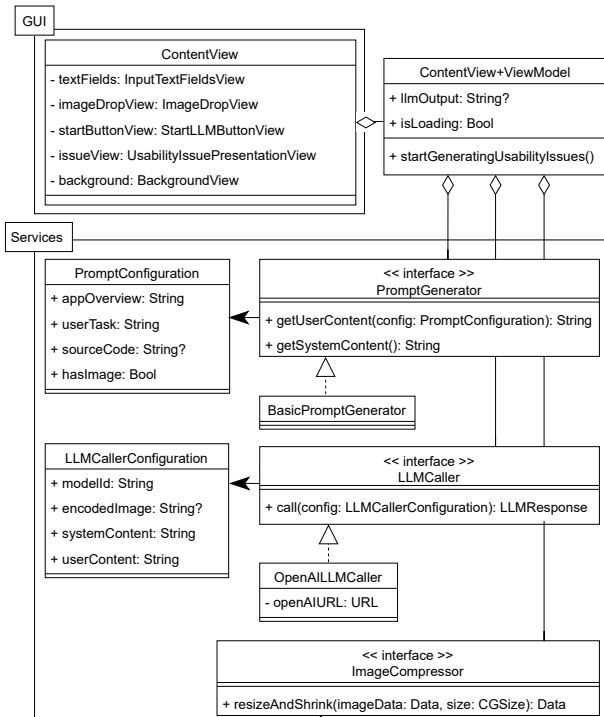 GUI
ContentView
- textFields: InputTextFieldsView
- imageDropView: ImageDropView
- startButtonView: StartLLMButtonView
- issueView: UsabilityIssuePresentationView
- background: BackgroundView
ContentView+ViewModel
+ llmOutput: String?
+ isLoading: Bool
+ startGeneratingUsabilityIssues()
Services
PromptConfiguration
+ appOverview: String
+ userTask: String
+ sourceCode: String?
+ hasImage: Bool
<< interface >>
PromptGenerator
+ getUserContent(config: PromptConfiguration): String
+ getSystemContent(): String
BasicPromptGenerator
LLMCallerConfiguration
+ modelId: String
+ encodedImage: String?
+ systemContent: String
+ userContent: String
<< interface >>
LLMCaller
+ call(config: LLMCallerConfiguration): LLMResponse
OpenAILLMCaller
- openAIURL: URL
<< interface >>
ImageCompressor
+ resizeAndShrink(imageData: Data, size: CGSize): Data